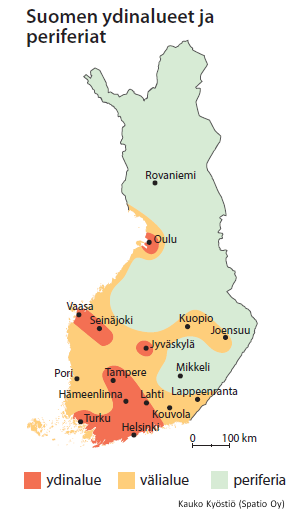 Suomen ydinalueet ja
periferiat
Rovaniemi
Oulu
Vaasa
Seinäjoki
Kuopio
Joensuu
Jyväskylä
Mikkeli
Pori
Tampere
Hämeenlinna
Lahti
Lappeenranta
Kouvola
Turku
Helsinki
0 100 km
ydinalue välialue periferia
Kauko Kyöstiö (Spatio Oy)